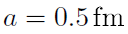 a = 0.5 fm